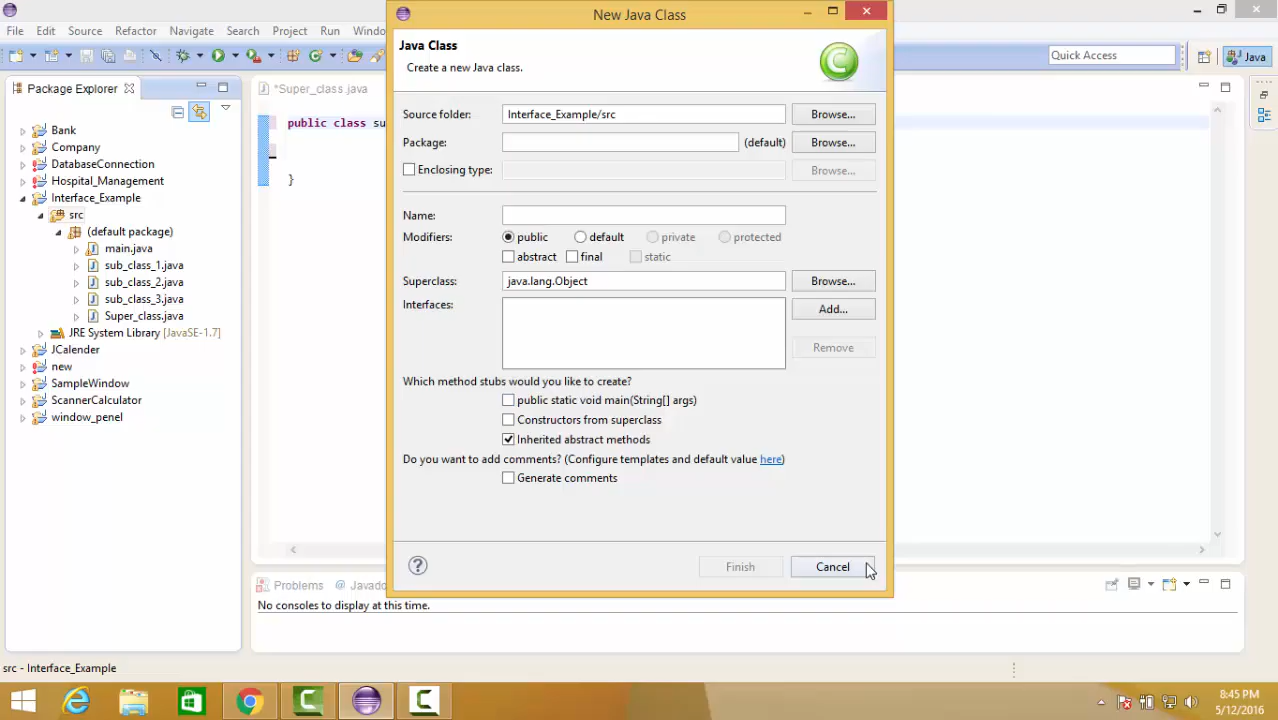 New Java Class
File Edit Source Refactor Navigate Search Project Run Windo
Quick Access
Java
Package Explorer
Bank
Company
DatabaseConnection
Hospital_Management
Interface_Example
src
(default package)
main.java
sub_class_1.java
sub_class_2.java
sub_class_3.java
Super_class.java
JRE System Library [JavaSE-1.7]
JCalender
new
SampleWindow
ScannerCalculator
window_penel
*Super_class.java
public class su
}
Java Class
Create a new Java class.
Source folder: Interface_Example/src Browse...
Package: (default) Browse...
Enclosing type: Browse...
Name:
Modifiers: public default private protected
abstract final static
Superclass: java.lang.Object Browse...
Interfaces: Add...
Remove
Which method stubs would you like to create?
public static void main(String[] args)
Constructors from superclass
Inherited abstract methods
Do you want to add comments? (Configure templates and default value here)
Generate comments
Finish Cancel
Problems @ Javado
No consoles to display at this time.
src - Interface_Example
8:45 PM
5/12/2016